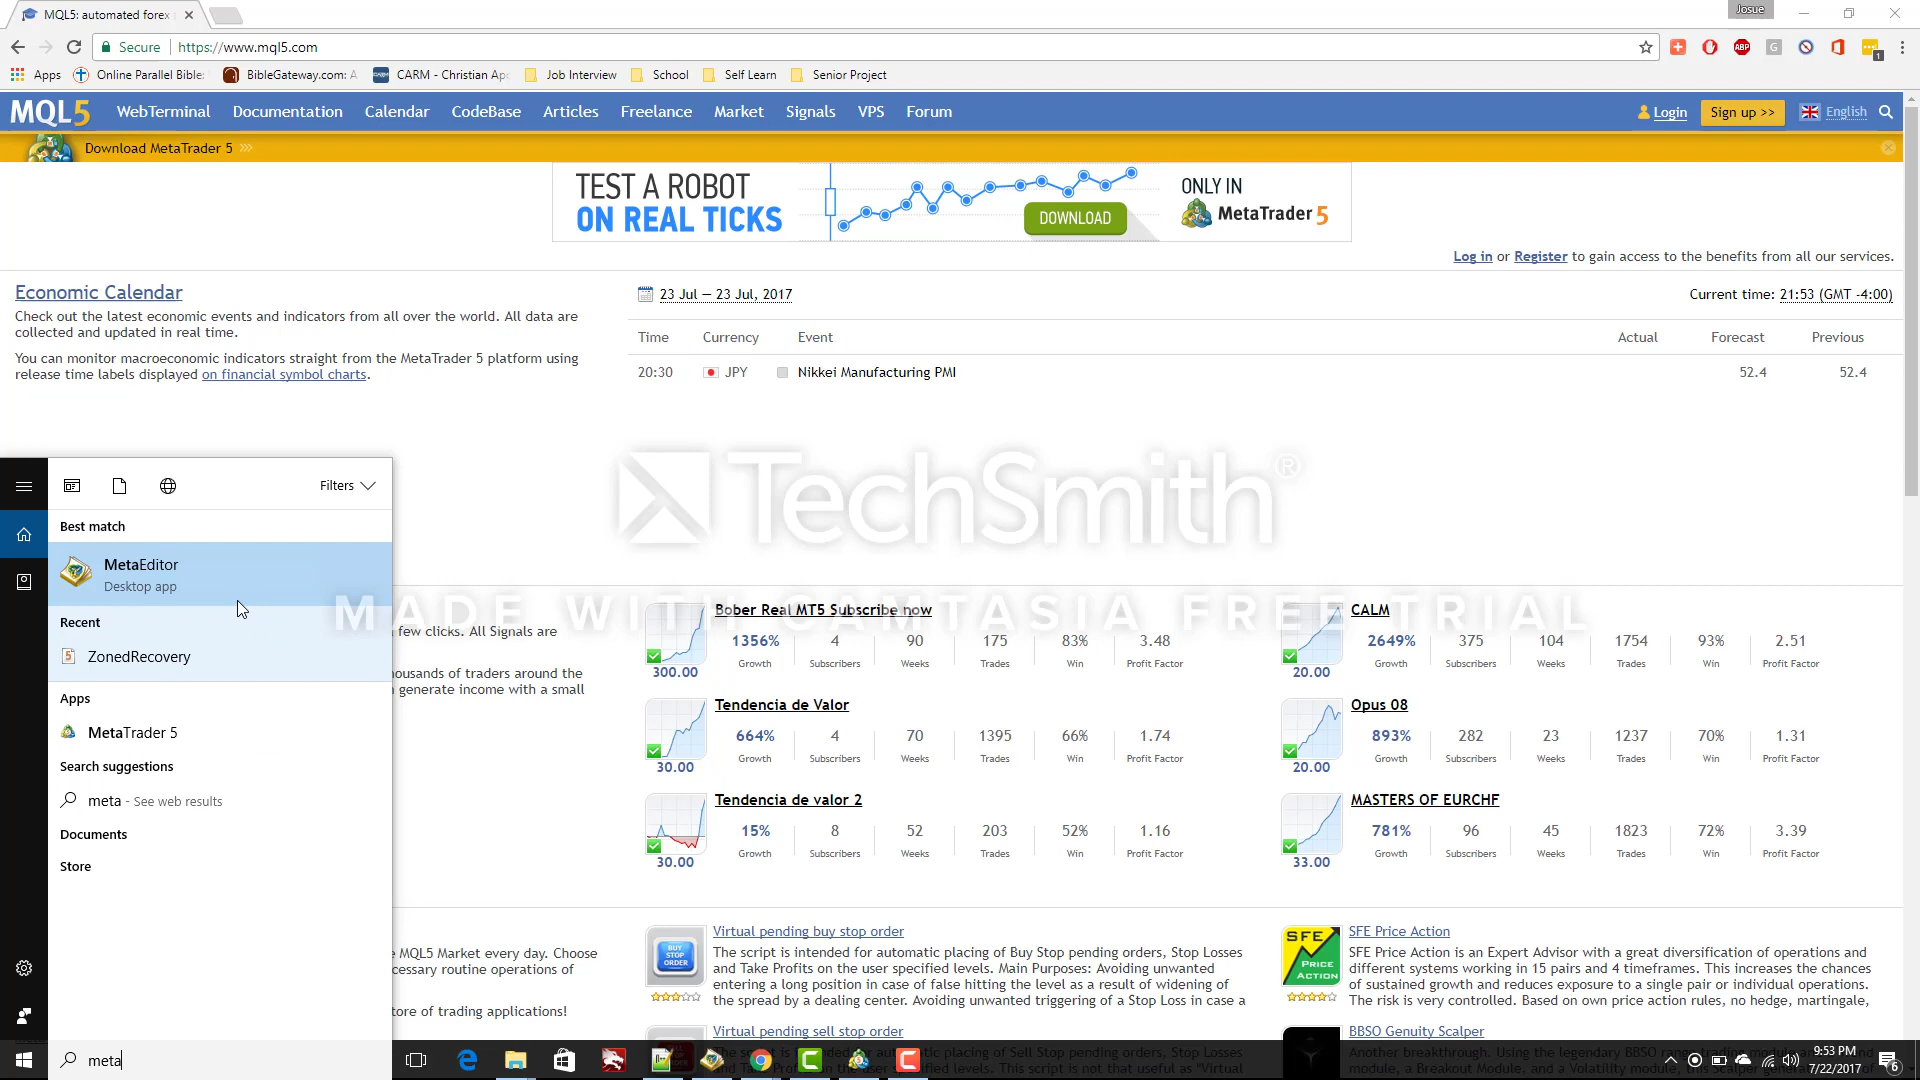 MQL5: automated forex
Josue
Secure
https://www.mql5.com
Apps
Online Parallel Bible:
BibleGateway.com: A
CARM - Christian Apo
Job Interview
School
Self Learn
Senior Project
MQL5
WebTerminal
Documentation
Calendar
CodeBase
Articles
Freelance
Market
Signals
VPS
Forum
Login
Sign up >>
English
Download MetaTrader 5
TEST A ROBOT
ON REAL TICKS
DOWNLOAD
ONLY IN
MetaTrader 5
Log in or Register to gain access to the benefits from all our services.
Economic Calendar
Check out the latest economic events and indicators from all over the world. All data are
collected and updated in real time.
You can monitor macroeconomic indicators straight from the MetaTrader 5 platform using
release time labels displayed on financial symbol charts.
23 Jul — 23 Jul, 2017
Current time: 21:53 (GMT -4:00)
Time Currency Event Actual Forecast Previous
20:30 JPY Nikkei Manufacturing PMI 52.4 52.4
TechSmith®
MADE WITH CAMTASIA FREE TRIAL
Filters
Best match
MetaEditor
Desktop app
Recent
ZonedRecovery
Apps
MetaTrader 5
Search suggestions
meta - See web results
Documents
Store
meta
few clicks. All Signals are
housands of traders around the
generate income with a small
Bober Real MT5 Subscribe now
1356% 4 90 175 83% 3.48
Growth Subscribers Weeks Trades Win Profit Factor
300.00
CALM
2649% 375 104 1754 93% 2.51
Growth Subscribers Weeks Trades Win Profit Factor
20.00
Tendencia de Valor
664% 4 70 1395 66% 1.74
Growth Subscribers Weeks Trades Win Profit Factor
30.00
Opus 08
893% 282 23 1237 70% 1.31
Growth Subscribers Weeks Trades Win Profit Factor
20.00
Tendencia de valor 2
15% 8 52 203 52% 1.16
Growth Subscribers Weeks Trades Win Profit Factor
30.00
MASTERS OF EURCHF
781% 96 45 1823 72% 3.39
Growth Subscribers Weeks Trades Win Profit Factor
33.00
e MQL5 Market every day. Choose
cessary routine operations of
tore of trading applications!
BUY
STOP
ORDER
Virtual pending buy stop order
The script is intended for automatic placing of Buy Stop pending orders, Stop Losses
and Take Profits on the user specified levels. Main Purposes: Avoiding unwanted
entering a long position in case of false hitting the level as a result of widening of
the spread by a dealing center. Avoiding unwanted triggering of a Stop Loss in case a
SFE
PRICE
ACTION
SFE Price Action
SFE Price Action is an Expert Advisor with a great diversification of operations and
different systems working in 15 pairs and 4 timeframes. This increases the chances
of sustained growth and reduces exposure to a single pair or individual operations.
The risk is very controlled. Based on own price action rules, no hedge, martingale,
Virtual pending sell stop order
BBSO Genuity Scalper
9:53 PM
7/22/2017